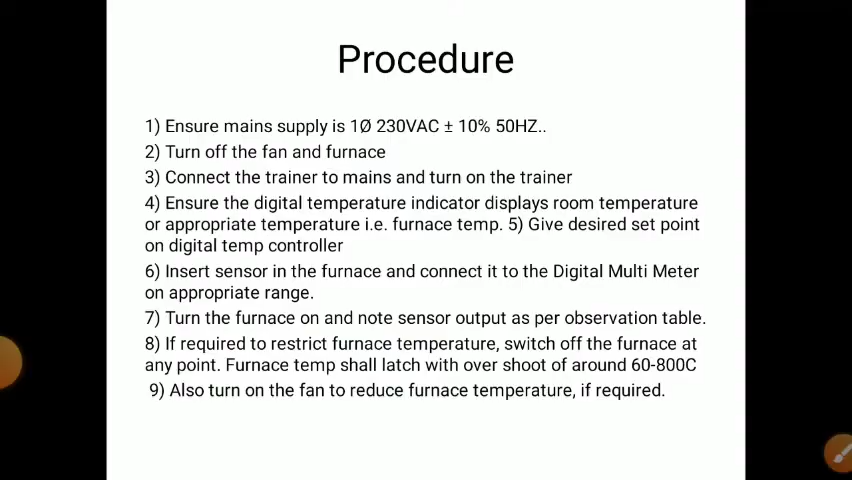 Procedure
1) Ensure mains supply is 1Ø 230VAC ± 10% 50HZ..
2) Turn off the fan and furnace
3) Connect the trainer to mains and turn on the trainer
4) Ensure the digital temperature indicator displays room temperature
or appropriate temperature i.e. furnace temp. 5) Give desired set point
on digital temp controller
6) Insert sensor in the furnace and connect it to the Digital Multi Meter
on appropriate range.
7) Turn the furnace on and note sensor output as per observation table.
8) If required to restrict furnace temperature, switch off the furnace at
any point. Furnace temp shall latch with over shoot of around 60-800C
9) Also turn on the fan to reduce furnace temperature, if required.